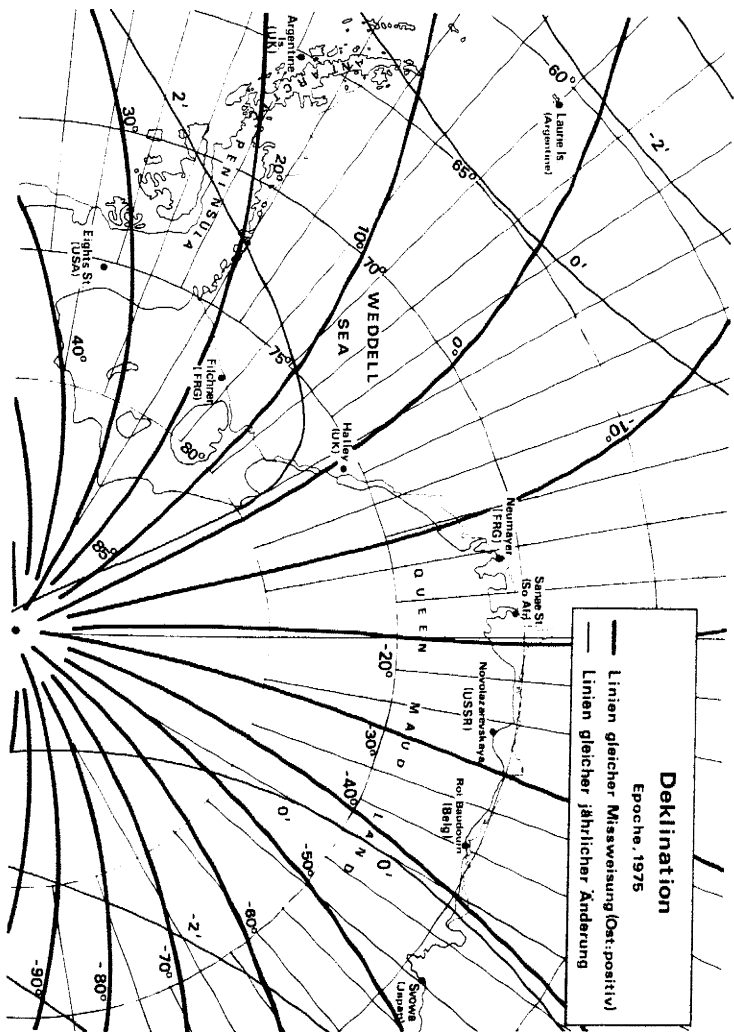 Deklination
Epoche, 1975
Linien gleicher Missweisung (Ost:positiv)
Linien gleicher jährlicher Änderung
Argentine
Is
(UK)
Laurie Is
(Argentine)
60°
-2'
65°
0'
2'
30°
20°
PENINSULA
10°
70°
WEDDELL
SEA
0°
-10°
Eights St
(USA)
40°
75°
Filchner
(FRG)
80°
Halley
(UK)
85°
Neumayer
(FRG)
Sanae St.
(So Afr)
QUEEN
MAUD
LAND
-20°
Novolazarevskaya
(USSR)
30°
Roi Baudouin
(Belg)
-40°
0'
0'
-50°
-60°
-2'
-70°
-80°
-90°
Syowa
(Japan)